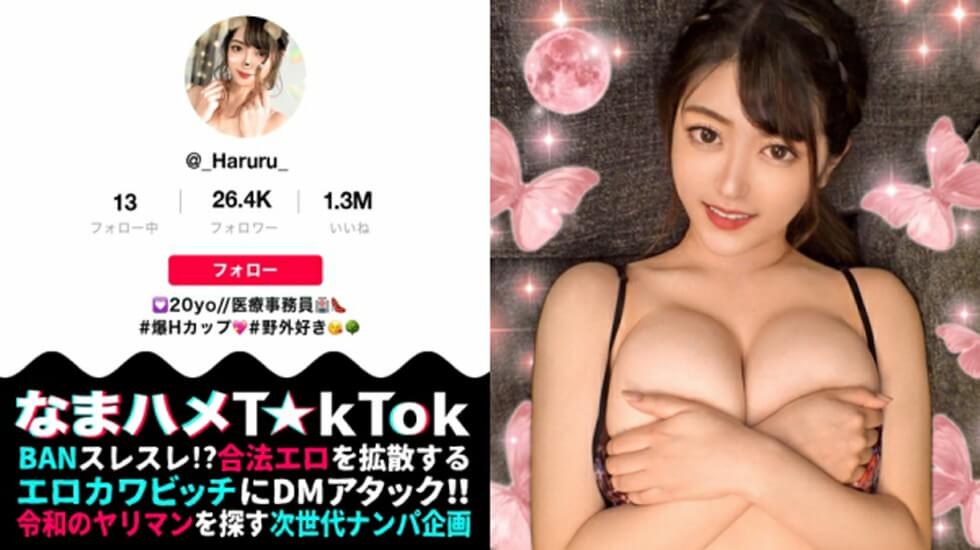 @_Haruru_
13
26.4K
1.3M
フォロー中
フォロワー
いいね
フォロー
💟20yo//医療事務員🏥👠
#爆Hカップ💖#野外好き😘🌳
なまハメT★kTok
BANスレスレ!?合法エロを拡散する
エロカワビッチにDMアタック!!
令和のヤリマンを探す次世代ナンパ企画